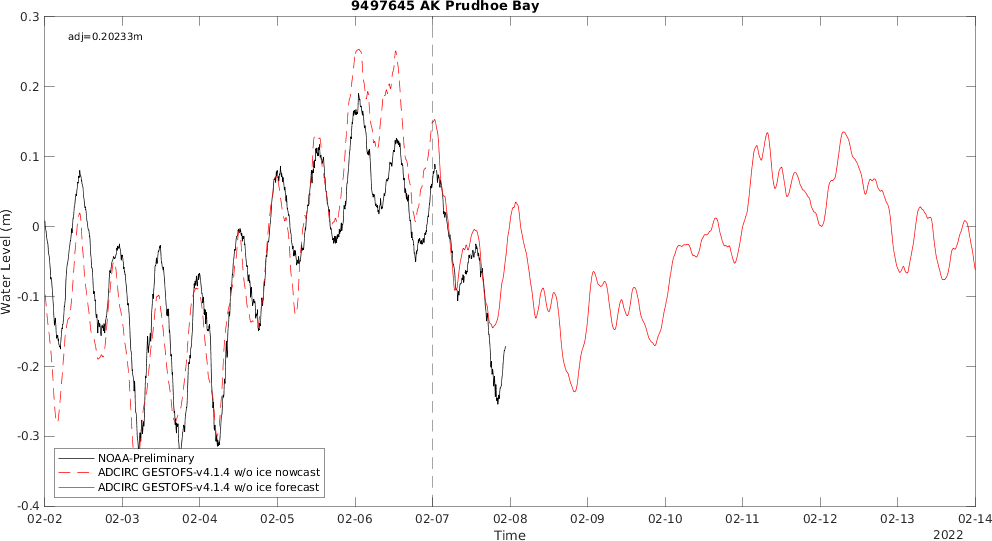 9497645 AK Prudhoe Bay
adj=0.20233m
0.3
0.2
0.1
0
-0.1
-0.2
-0.3
-0.4
Water Level (m)
NOAA-Preliminary
ADCIRC GESTOFS-v4.1.4 w/o ice nowcast
ADCIRC GESTOFS-v4.1.4 w/o ice forecast
02-02 02-03 02-04 02-05 02-06 02-07 02-08 02-09 02-10 02-11 02-12 02-13 02-14
Time
2022